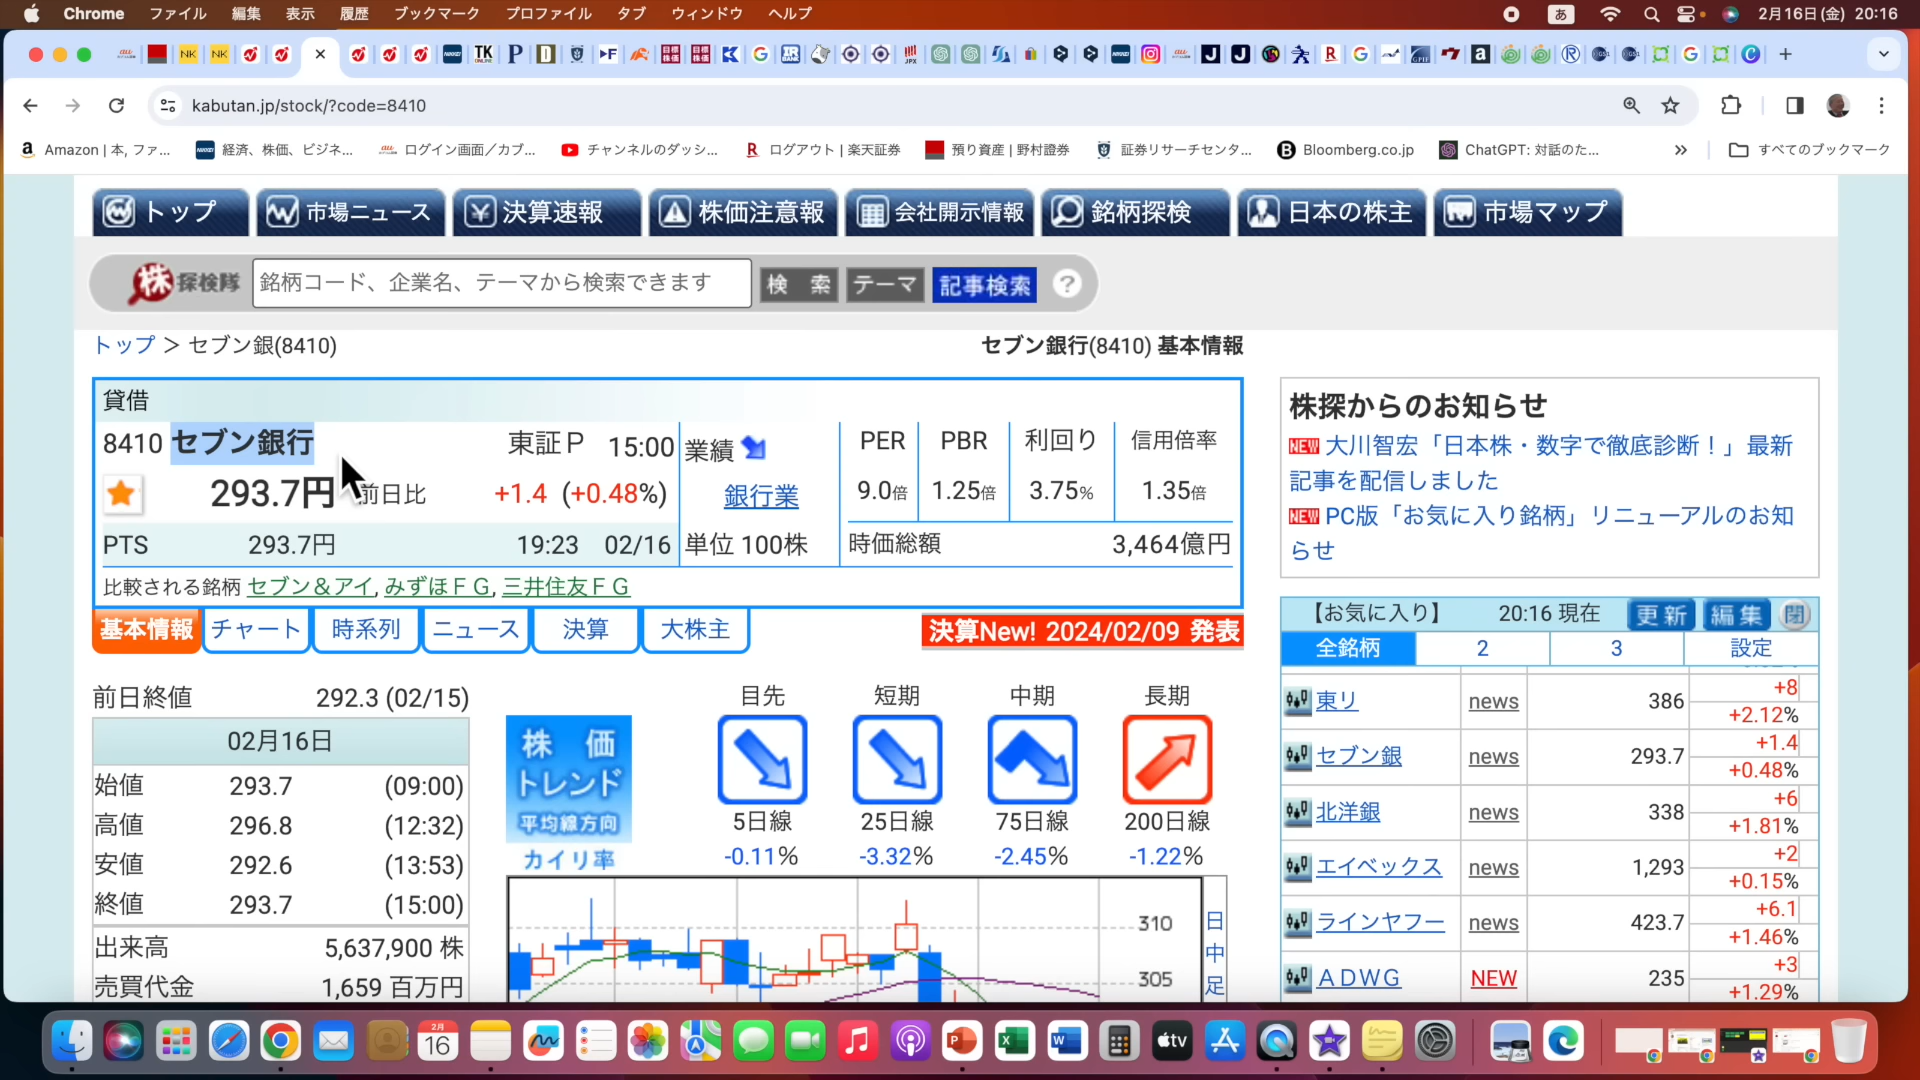 Chrome ファイル 編集 表示 履歴 ブックマーク プロファイル タブ ウィンドウ ヘルプ あ 2月16日(金) 20:16
kabutan.jp/stock/?code=8410
Amazon | 本, ファ... 経済、株価、ビジネ... ログイン画面／カブ... チャンネルのダッシ... ログアウト | 楽天証券 預り資産 | 野村證券 証券リサーチセンタ... Bloomberg.co.jp ChatGPT: 対話のた... » すべてのブックマーク
トップ 市場ニュース 決算速報 株価注意報 会社開示情報 銘柄探検 日本の株主 市場マップ
株探検隊 銘柄コード、企業名、テーマから検索できます 検 索 テーマ 記事検索 ?
トップ > セブン銀(8410) セブン銀行(8410) 基本情報
貸借
8410 セブン銀行 東証Ｐ 15:00 業績 PER PBR 利回り 信用倍率
293.7円 前日比 +1.4 (+0.48%) 銀行業 9.0倍 1.25倍 3.75% 1.35倍
PTS 293.7円 19:23 02/16 単位 100株 時価総額 3,464億円
比較される銘柄 セブン＆アイ, みずほＦＧ, 三井住友ＦＧ
基本情報 チャート 時系列 ニュース 決算 大株主 決算New! 2024/02/09 発表
前日終値 292.3 (02/15)
02月16日
始値 293.7 (09:00)
高値 296.8 (12:32)
安値 292.6 (13:53)
終値 293.7 (15:00)
出来高 5,637,900 株
売買代金 1,659 百万円
株 価
トレンド
平均線方向
カイリ率
目先 短期 中期 長期
5日線 25日線 75日線 200日線
-0.11% -3.32% -2.45% -1.22%
310
305
日
中
足
株探からのお知らせ
NEW 大川智宏「日本株・数字で徹底診断！」最新
記事を配信しました
NEW PC版「お気に入り銘柄」リニューアルのお知
らせ
【お気に入り】 20:16 現在 更新 編集 閉
全銘柄 2 3 設定
東リ news 386 +8
+2.12%
セブン銀 news 293.7 +1.4
+0.48%
北洋銀 news 338 +6
+1.81%
エイベックス news 1,293 +2
+0.15%
ラインヤフー news 423.7 +6.1
+1.46%
ＡＤＷＧ NEW 235 +3
+1.29%
2月
16
tv